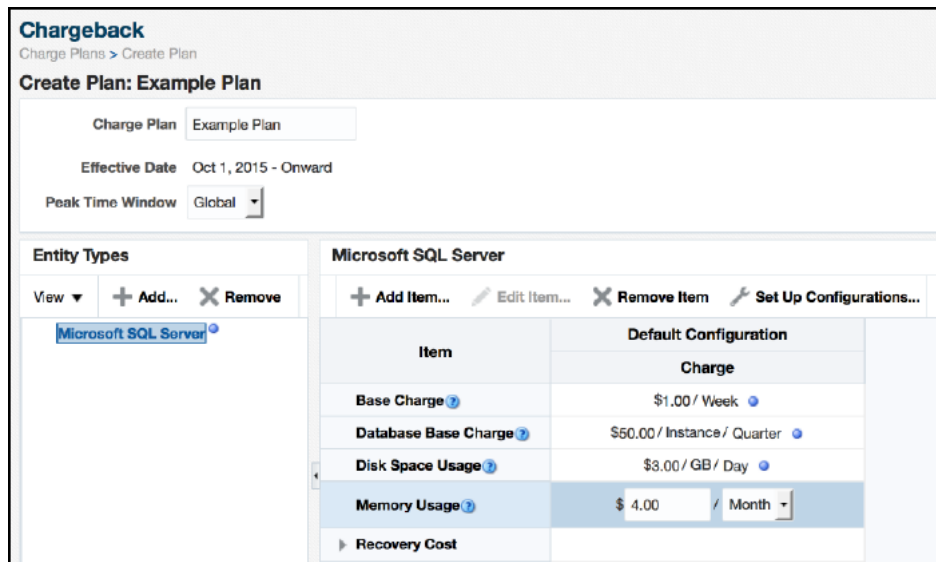 Chargeback
Charge Plans > Create Plan
Create Plan: Example Plan
Charge Plan Example Plan
Effective Date Oct 1, 2015 - Onward
Peak Time Window Global
Entity Types
View Add... Remove
Microsoft SQL Server
Microsoft SQL Server
Add Item... Edit Item... Remove Item Set Up Configurations...
Item Default Configuration
Charge
Base Charge $1.00 / Week
Database Base Charge $50.00 / Instance / Quarter
Disk Space Usage $3.00 / GB / Day
Memory Usage $ 4.00 / Month
Recovery Cost